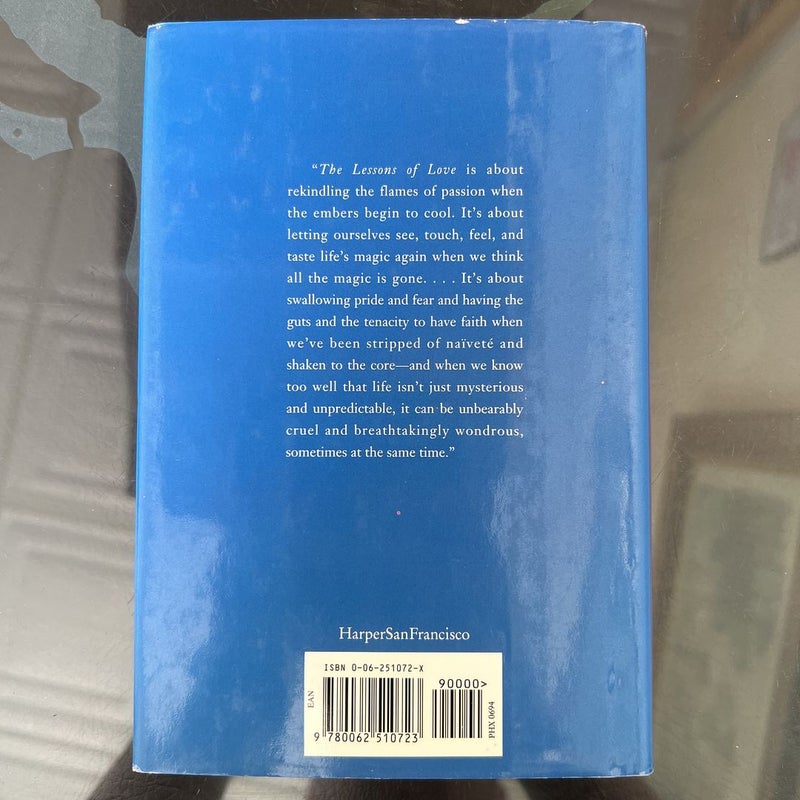 “The Lessons of Love is about
rekindling the flames of passion when
the embers begin to cool. It’s about
letting ourselves see, touch, feel, and
taste life’s magic again when we think
all the magic is gone. . . . It’s about
swallowing pride and fear and having the
guts and the tenacity to have faith when
we’ve been stripped of naïveté and
shaken to the core—and when we know
too well that life isn’t just mysterious
and unpredictable, it can be unbearably
cruel and breathtakingly wondrous,
sometimes at the same time.”
HarperSanFrancisco
ISBN 0-06-251072-X
90000>
EAN
9 780062 510723
PHX 0694